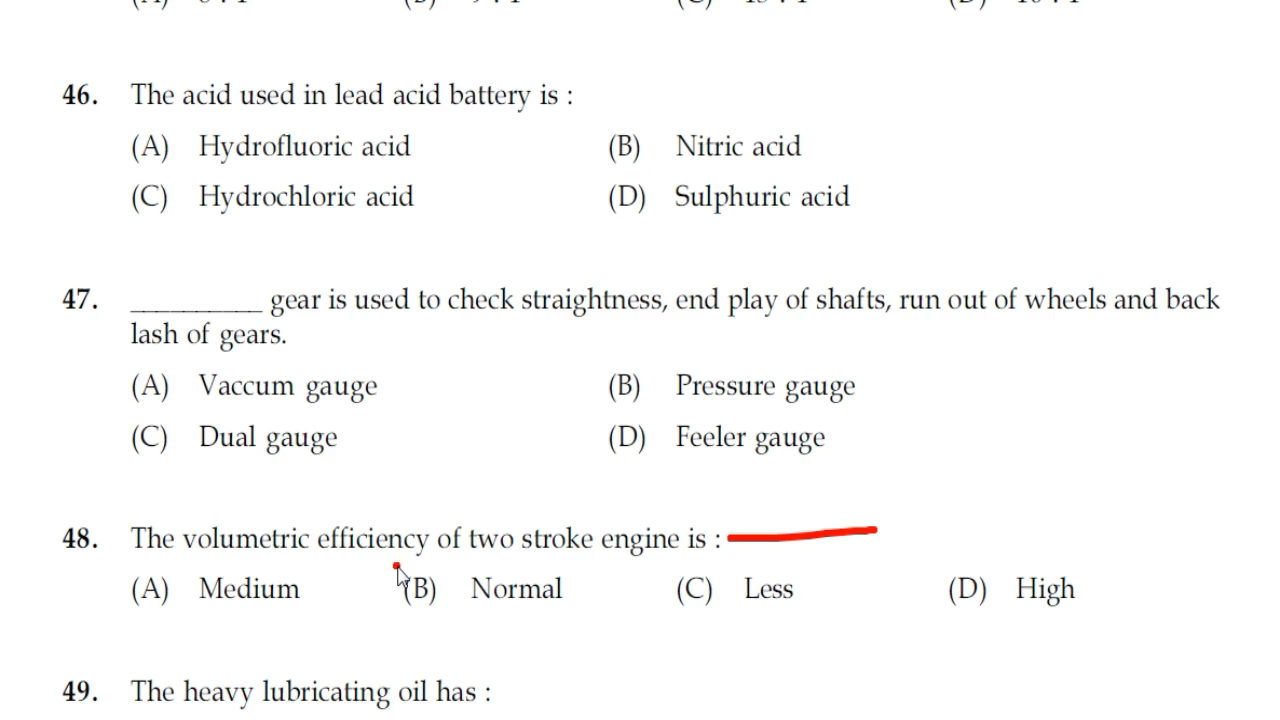 46. The acid used in lead acid battery is :
(A) Hydrofluoric acid (B) Nitric acid
(C) Hydrochloric acid (D) Sulphuric acid
47. __________ gear is used to check straightness, end play of shafts, run out of wheels and back
lash of gears.
(A) Vaccum gauge (B) Pressure gauge
(C) Dual gauge (D) Feeler gauge
48. The volumetric efficiency of two stroke engine is :
(A) Medium (B) Normal (C) Less (D) High
49. The heavy lubricating oil has :